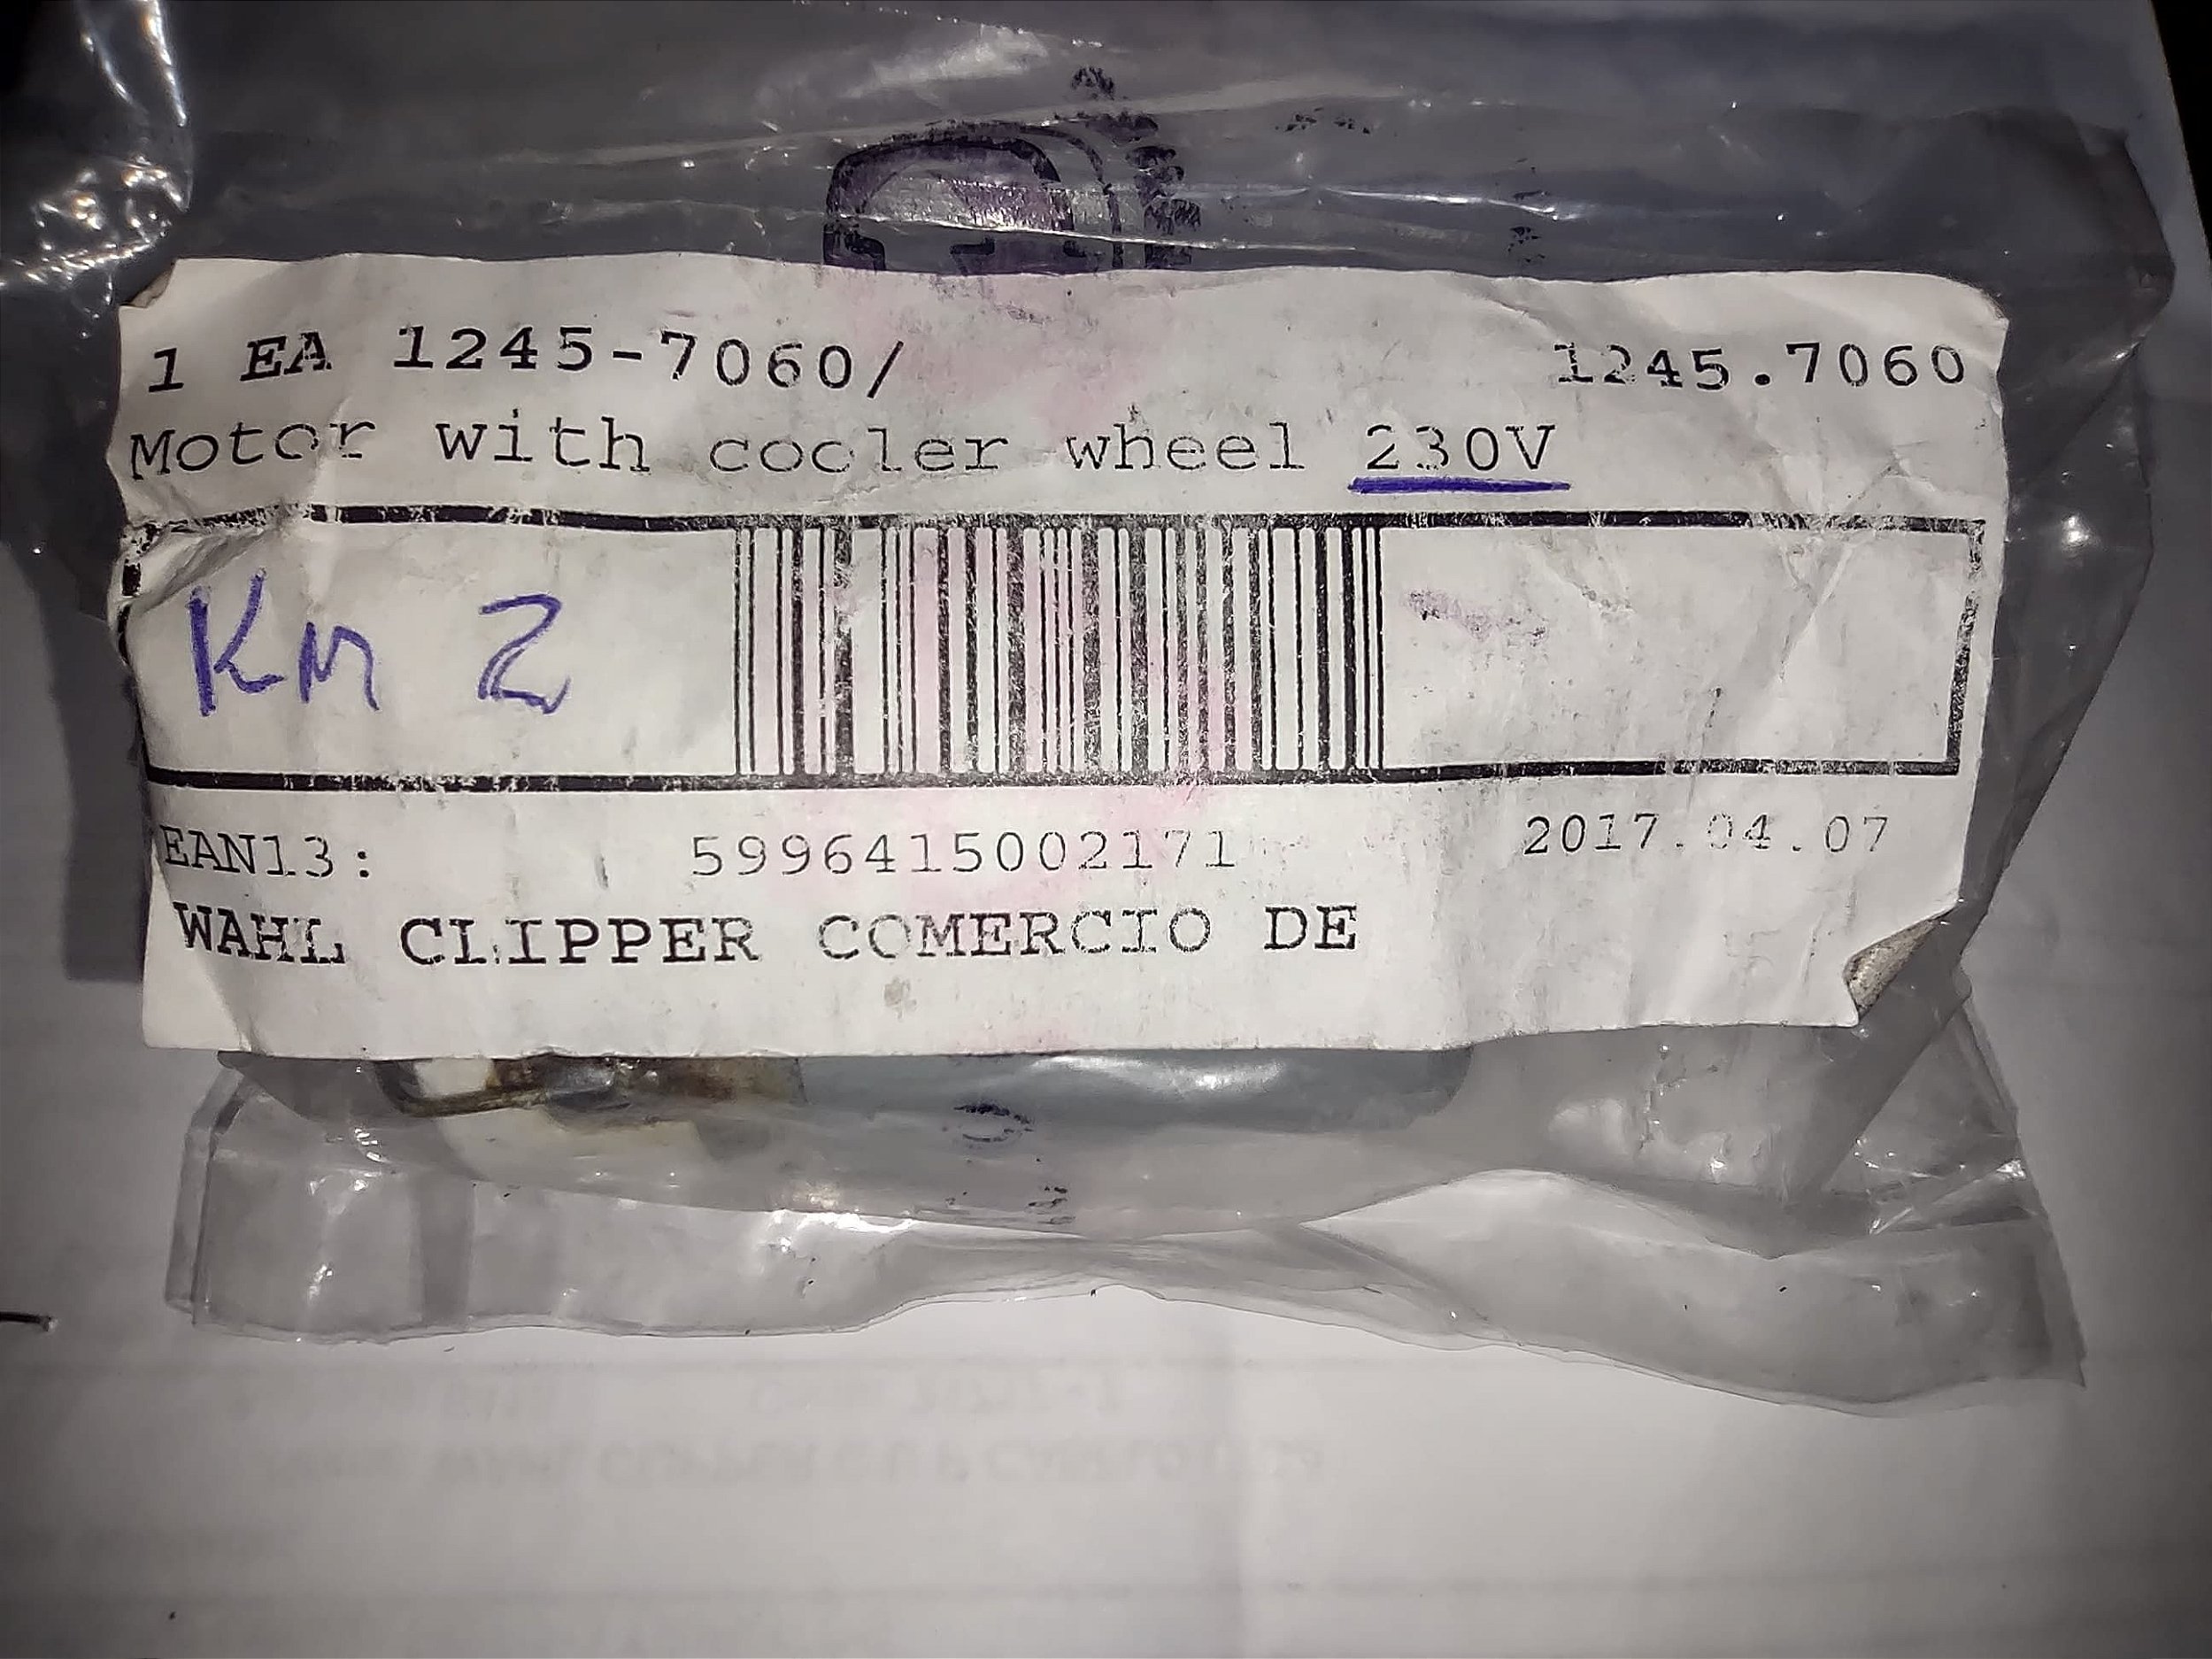 1 EA 1245-7060/ 1245.7060
Motor with cooler wheel 230V
KM 2
EAN13: 5996415002171 2017.04.07
WAHL CLIPPER COMERCIO DE